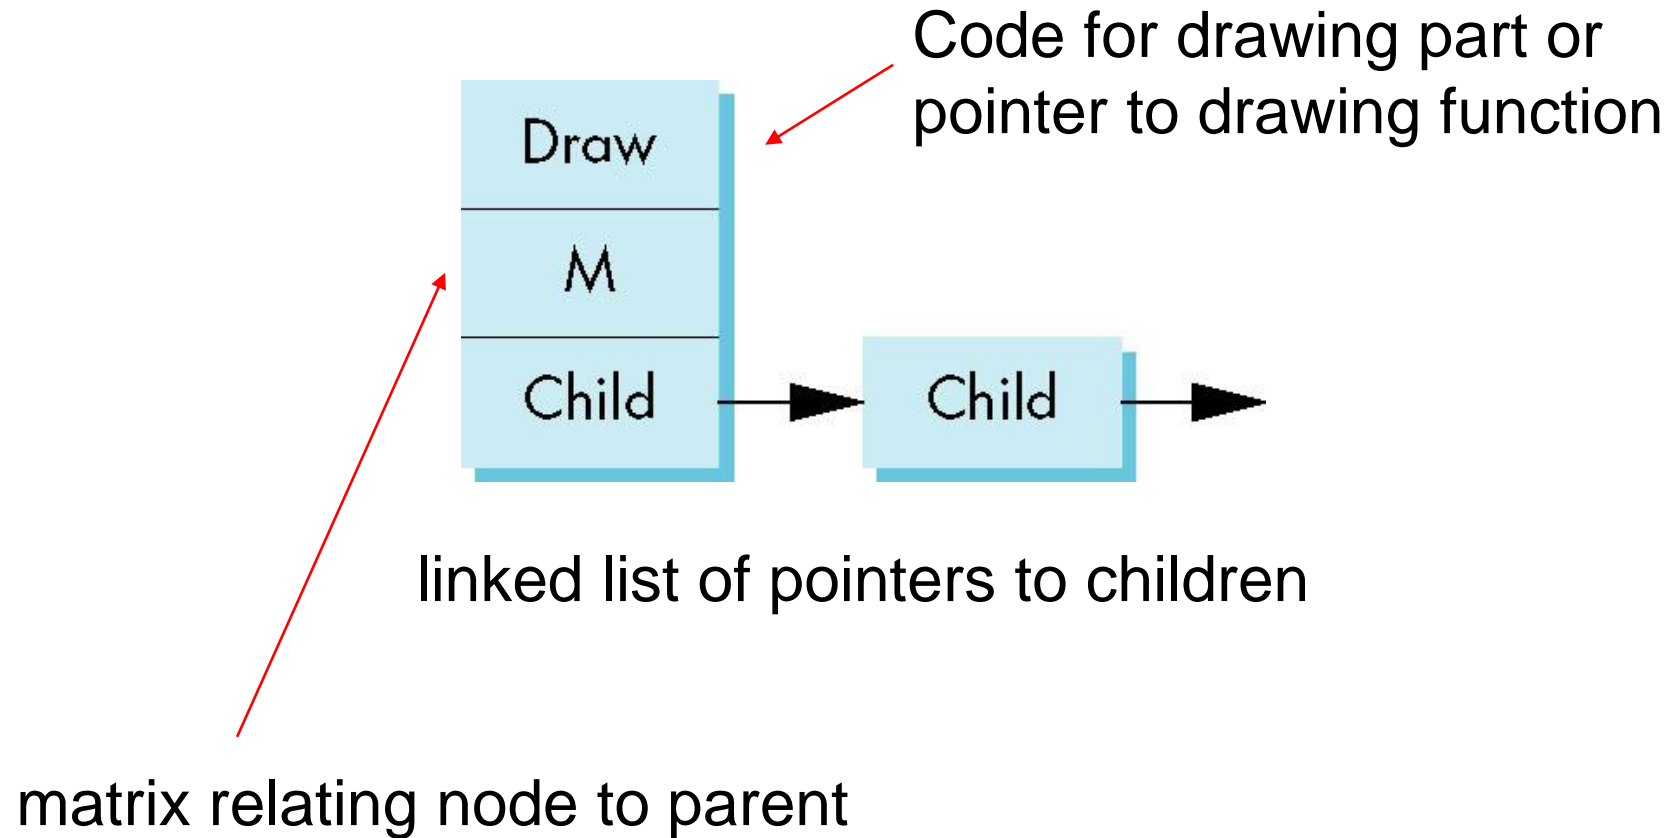 Code for drawing part or
pointer to drawing function
Draw
M
Child
Child
linked list of pointers to children
matrix relating node to parent